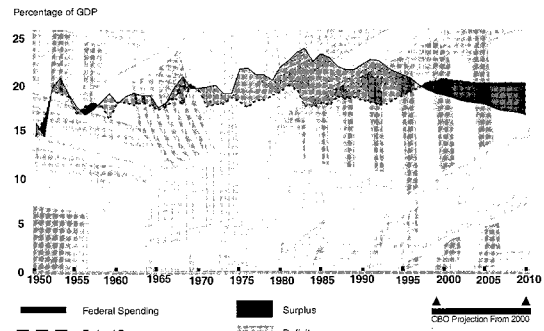 Percentage of GDP
25
20
15
10
5
0
1950 1955 1960 1965 1970 1975 1980 1985 1990 1995 2000 2005 2010
Federal Spending
Surplus
CBO Projection From 2000